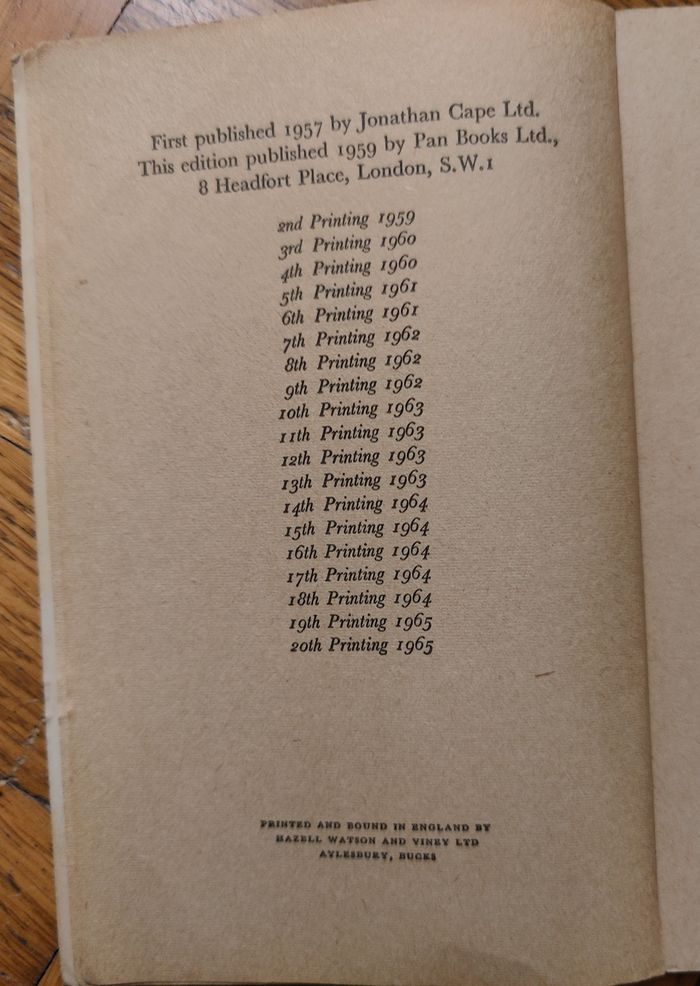 First published 1957 by Jonathan Cape Ltd.
This edition published 1959 by Pan Books Ltd.,
8 Headfort Place, London, S.W.1
2nd Printing 1959
3rd Printing 1960
4th Printing 1960
5th Printing 1961
6th Printing 1961
7th Printing 1962
8th Printing 1962
9th Printing 1962
10th Printing 1963
11th Printing 1963
12th Printing 1963
13th Printing 1963
14th Printing 1964
15th Printing 1964
16th Printing 1964
17th Printing 1964
18th Printing 1964
19th Printing 1965
20th Printing 1965
PRINTED AND BOUND IN ENGLAND BY
HAZELL WATSON AND VINEY LTD
AYLESBURY, BUCKS